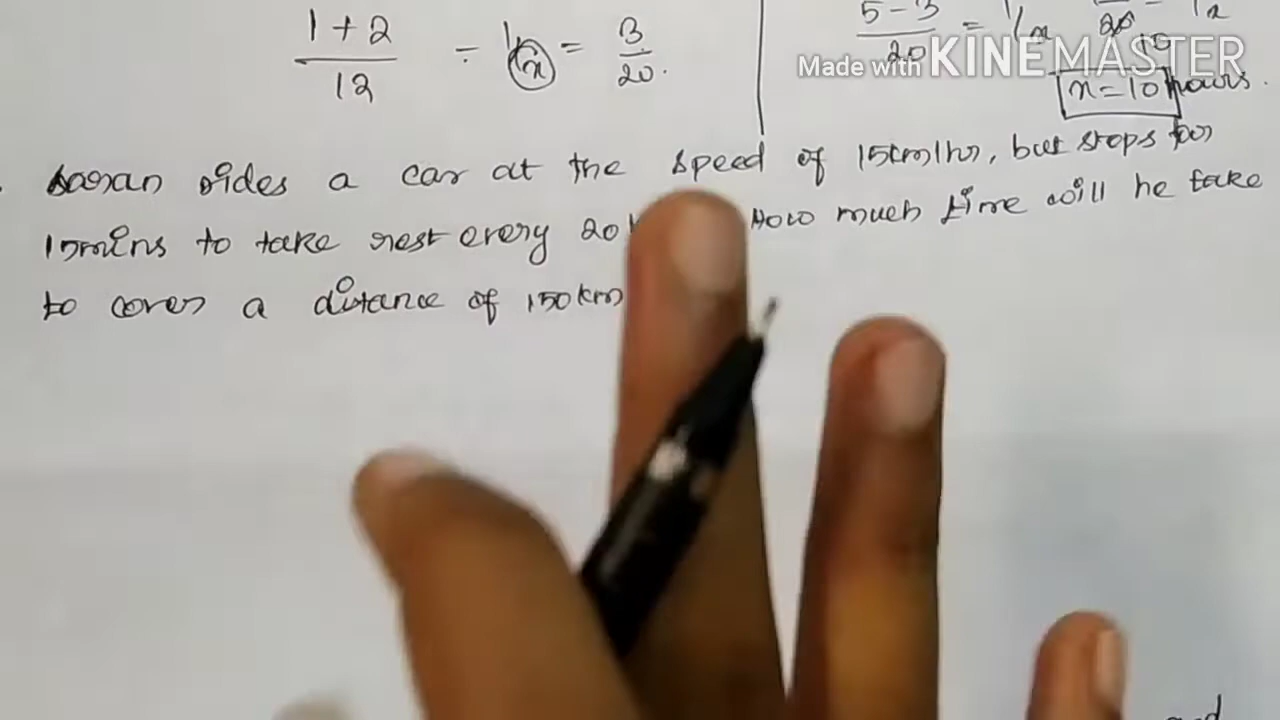 1 + 2
12
÷ 1/x = 3/20.
5 - 3
20
= 1/x
20
10
Made with KINEMASTER
x = 10 hours.
saran rides a car at the speed of 15km/hr, but stops for
15mins to take rest every 20 How much time will he take
to cover a distance of 150km